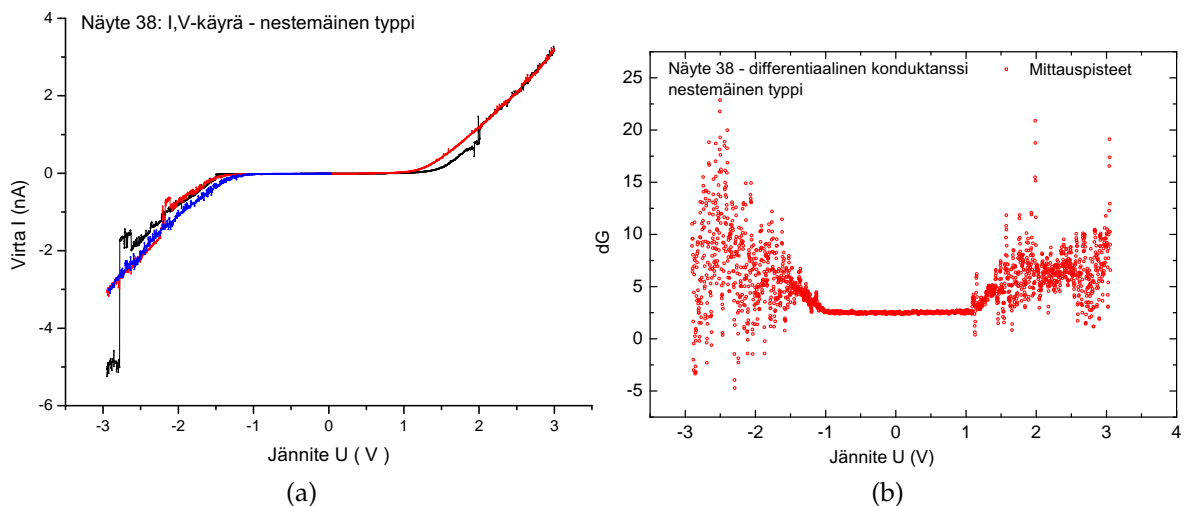 Näyte 38: I,V-käyrä - nestemäinen typpi
4
2
0
-2
-4
-6
Virta I (nA)
-3 -2 -1 0 1 2 3
Jännite U ( V )
(a)
Näyte 38 - differentiaalinen konduktanssi
nestemäinen typpi
Mittauspisteet
25
20
15
10
5
0
-5
dG
-3 -2 -1 0 1 2 3 4
Jännite U (V)
(b)